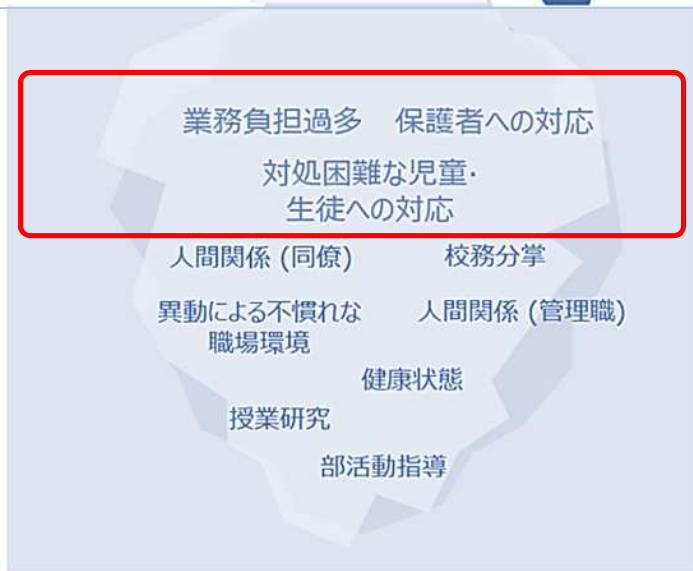 業務負担過多 保護者への対応
対処困難な児童・
生徒への対応
人間関係 (同僚) 校務分掌
異動による不慣れな 人間関係 (管理職)
職場環境
健康状態
授業研究
部活動指導